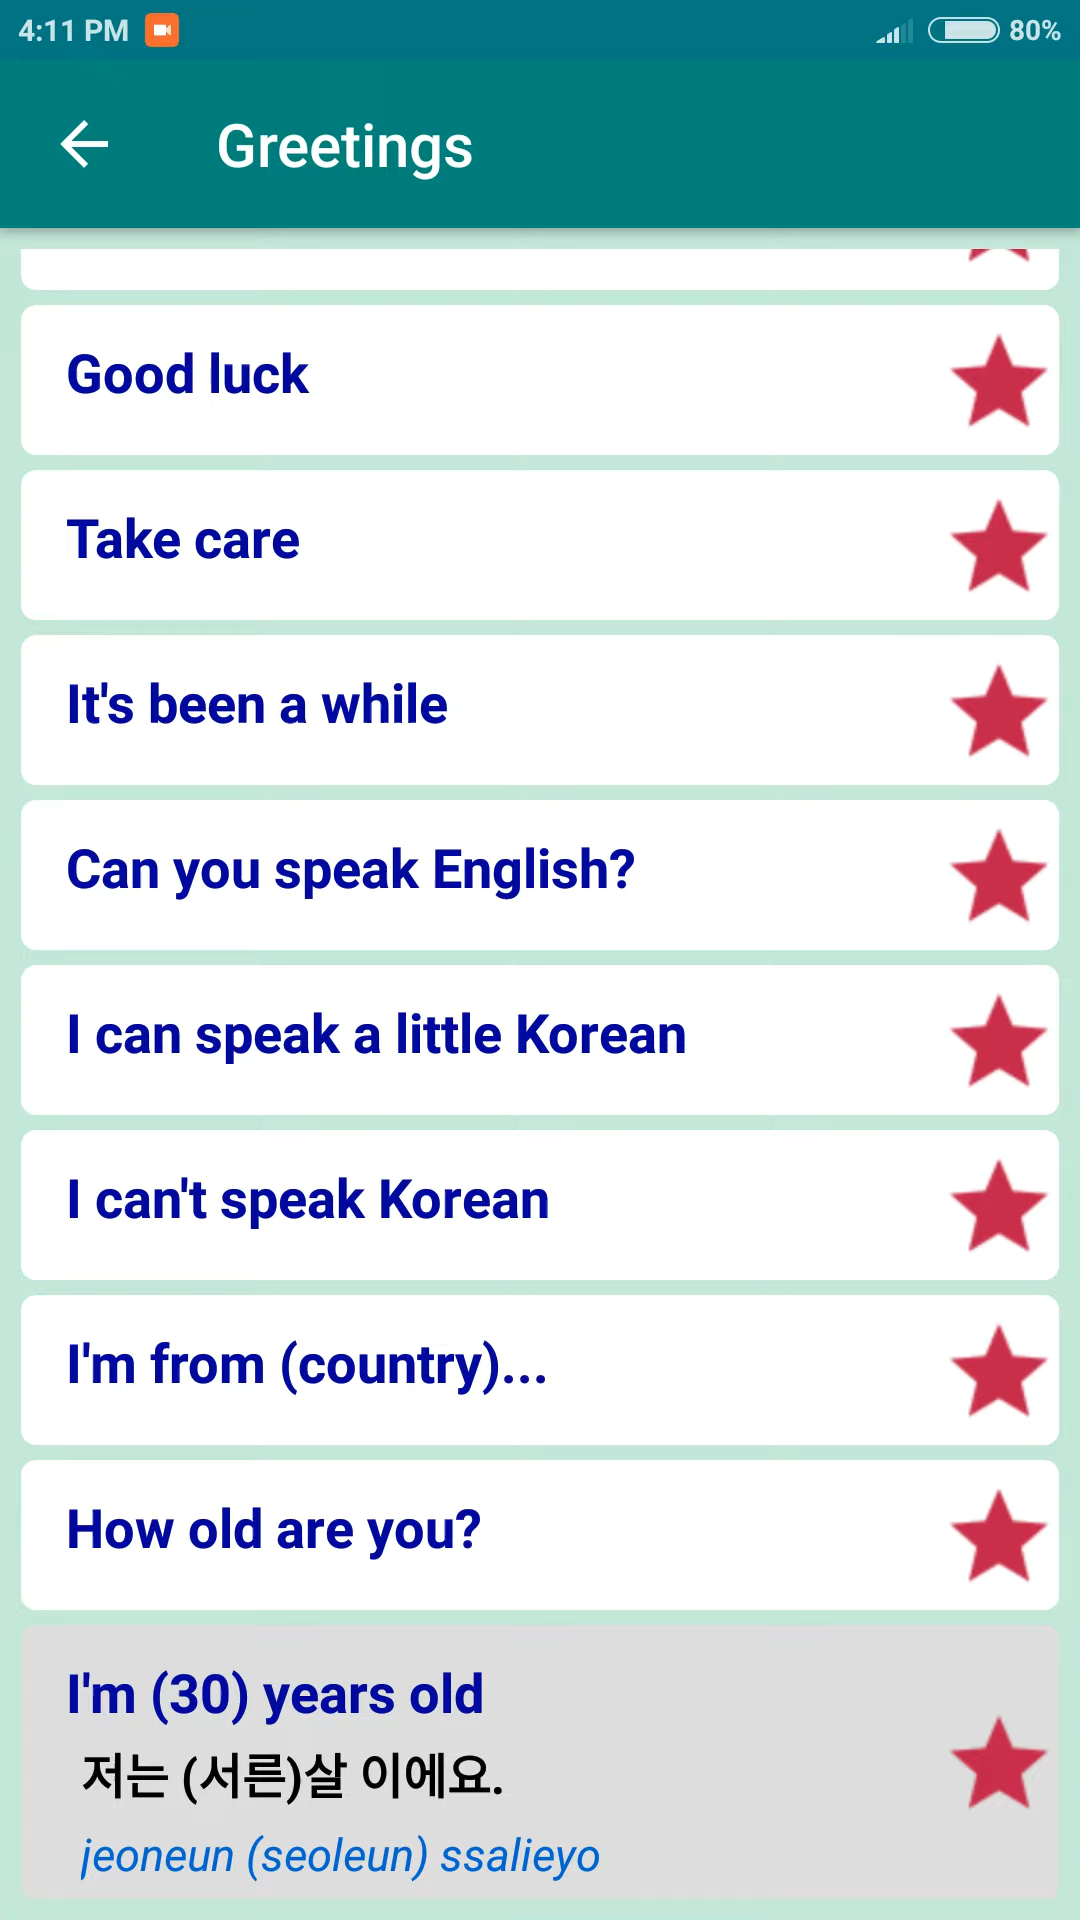 4:11 PM
80%
Greetings
Good luck
Take care
It's been a while
Can you speak English?
I can speak a little Korean
I can't speak Korean
I'm from (country)...
How old are you?
I'm (30) years old
저는 (서른)살 이에요.
jeoneun (seoleun) ssalieyo